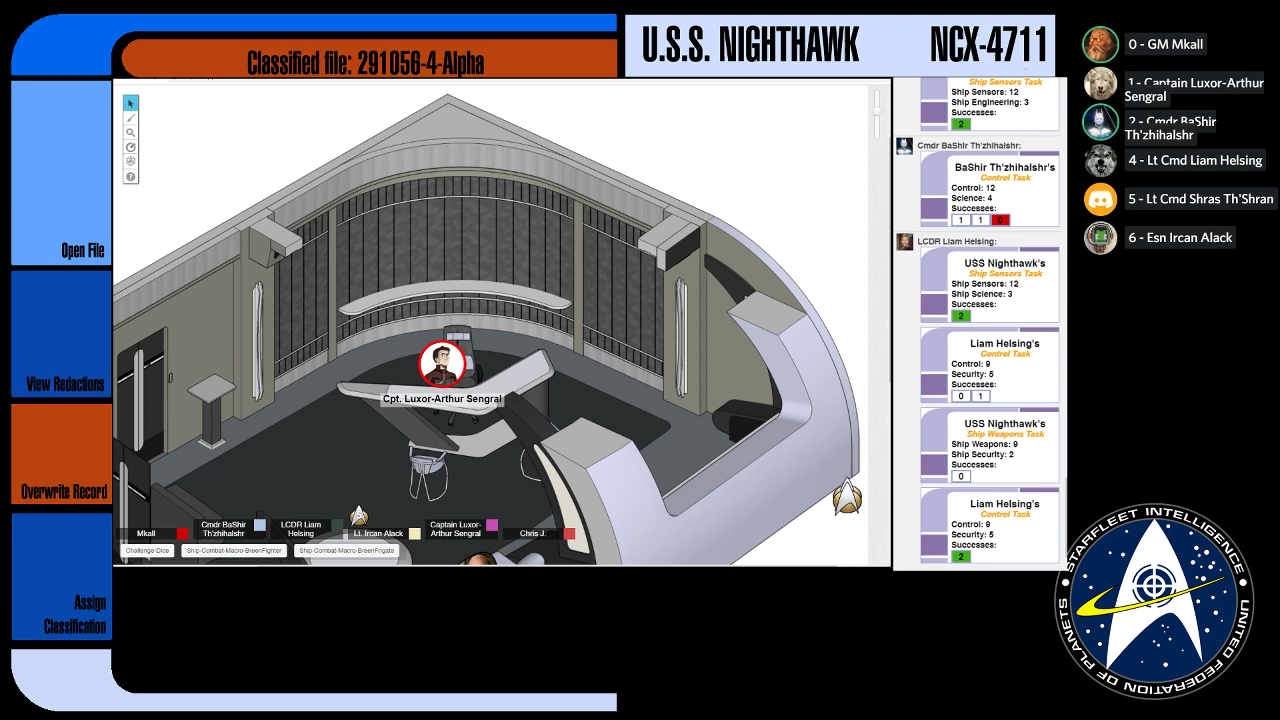 Classified file: 291056-4-Alpha
U.S.S. NIGHTHAWK NCX-4711
Open File
View Redactions
Overwrite Record
Assign
Classification
Cpt. Luxor-Arthur Sengral
Mkall
Cmdr BaShir
Th'zhihalshr
LCDR Liam
Helsing
Lt. Ircan Alack
Captain Luxor-
Arthur Sengral
Chris J.
Challenge-Dice
Ship-Combat-Macro-BreenFighter
Ship-Combat-Macro-BreenFrigate
Ship Sensors Task
Ship Sensors: 12
Ship Engineering: 3
Successes:
2
Cmdr BaShir Th'zhihalshr:
BaShir Th'zhihalshr's
Control Task
Control: 12
Science: 4
Successes:
1 1 0
LCDR Liam Helsing:
USS Nighthawk's
Ship Sensors Task
Ship Sensors: 12
Ship Science: 3
Successes:
2
Liam Helsing's
Control Task
Control: 9
Security: 5
Successes:
0 1
USS Nighthawk's
Ship Weapons Task
Ship Weapons: 9
Ship Security: 2
Successes:
0
Liam Helsing's
Control Task
Control: 9
Security: 5
Successes:
2
0 - GM Mkall
1 - Captain Luxor-Arthur
Sengral
2 - Cmdr BaShir
Th'zhihalshr
4 - Lt Cmd Liam Helsing
5 - Lt Cmd Shras Th'Shran
6 - Esn Ircan Alack
STARFLEET INTELLIGENCE
UNITED FEDERATION OF PLANETS